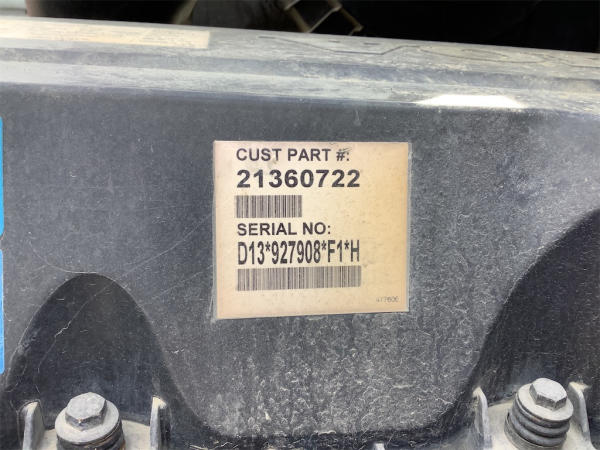 CUST PART #:
21360722
SERIAL NO:
D13*927908*F1*H